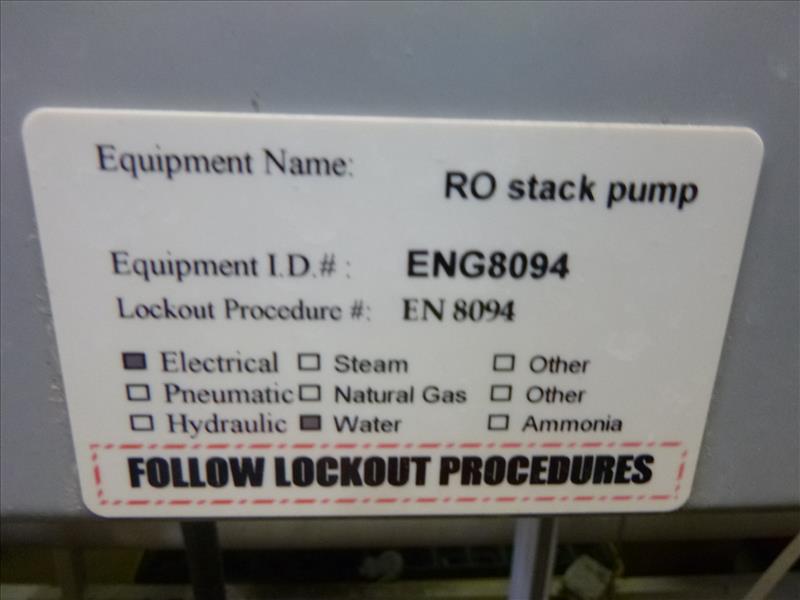 Equipment Name: RO stack pump
Equipment I.D.# : ENG8094
Lockout Procedure #: EN 8094
Electrical Steam Other
Pneumatic Natural Gas Other
Hydraulic Water Ammonia
FOLLOW LOCKOUT PROCEDURES